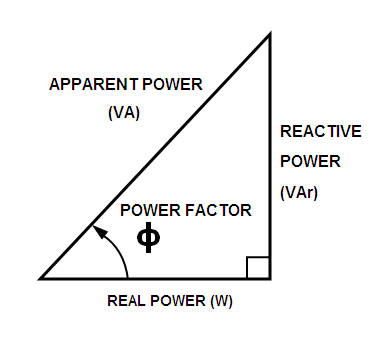 APPARENT POWER
(VA)
REACTIVE
POWER
(VAr)
POWER FACTOR
ϕ
REAL POWER (W)